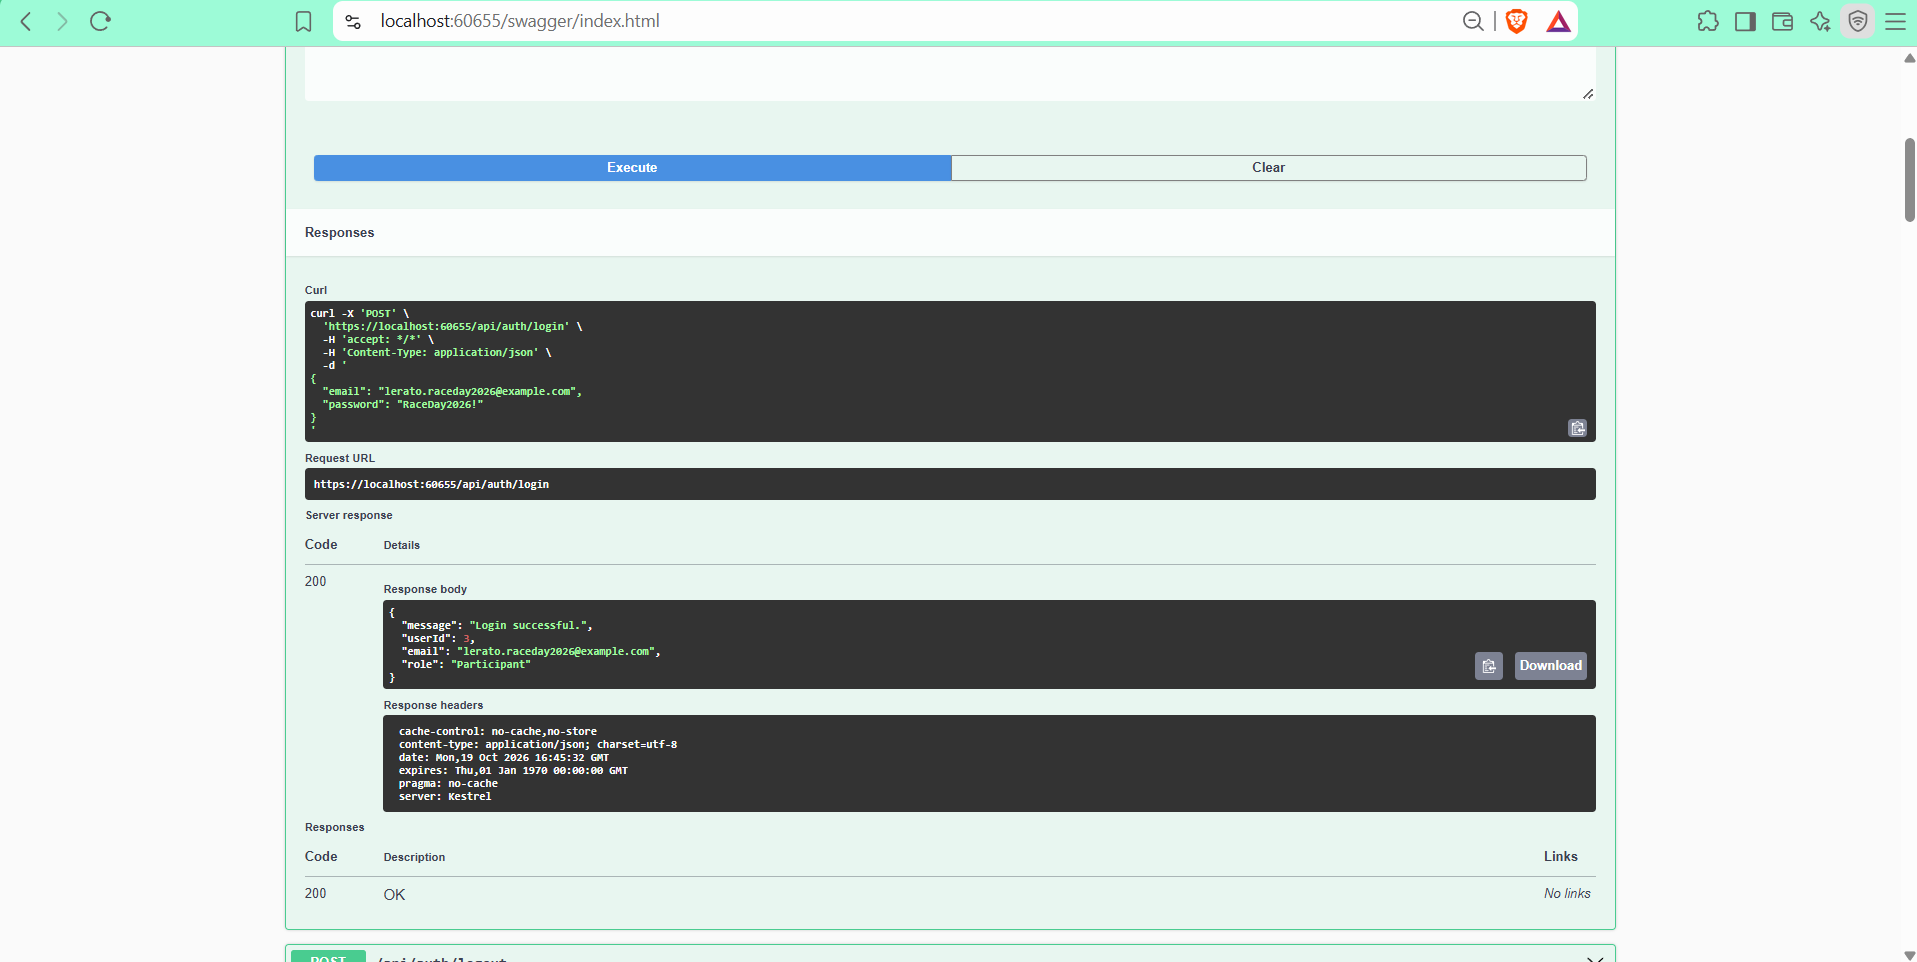 localhost:60655/swagger/index.html
Execute
Clear
Responses
Curl
curl -X 'POST' \
  'https://localhost:60655/api/auth/login' \
  -H 'accept: */*' \
  -H 'Content-Type: application/json' \
  -d '
{
  "email": "lerato.raceday2026@example.com",
  "password": "RaceDay2026!"
}
'
Request URL
https://localhost:60655/api/auth/login
Server response
Code Details
200
Response body
{
  "message": "Login successful.",
  "userId": 3,
  "email": "lerato.raceday2026@example.com",
  "role": "Participant"
}
Download
Response headers
cache-control: no-cache,no-store
content-type: application/json; charset=utf-8
date: Mon,19 Oct 2026 16:45:32 GMT
expires: Thu,01 Jan 1970 00:00:00 GMT
pragma: no-cache
server: Kestrel
Responses
Code Description Links
200 OK No links
POST /api/auth/logout